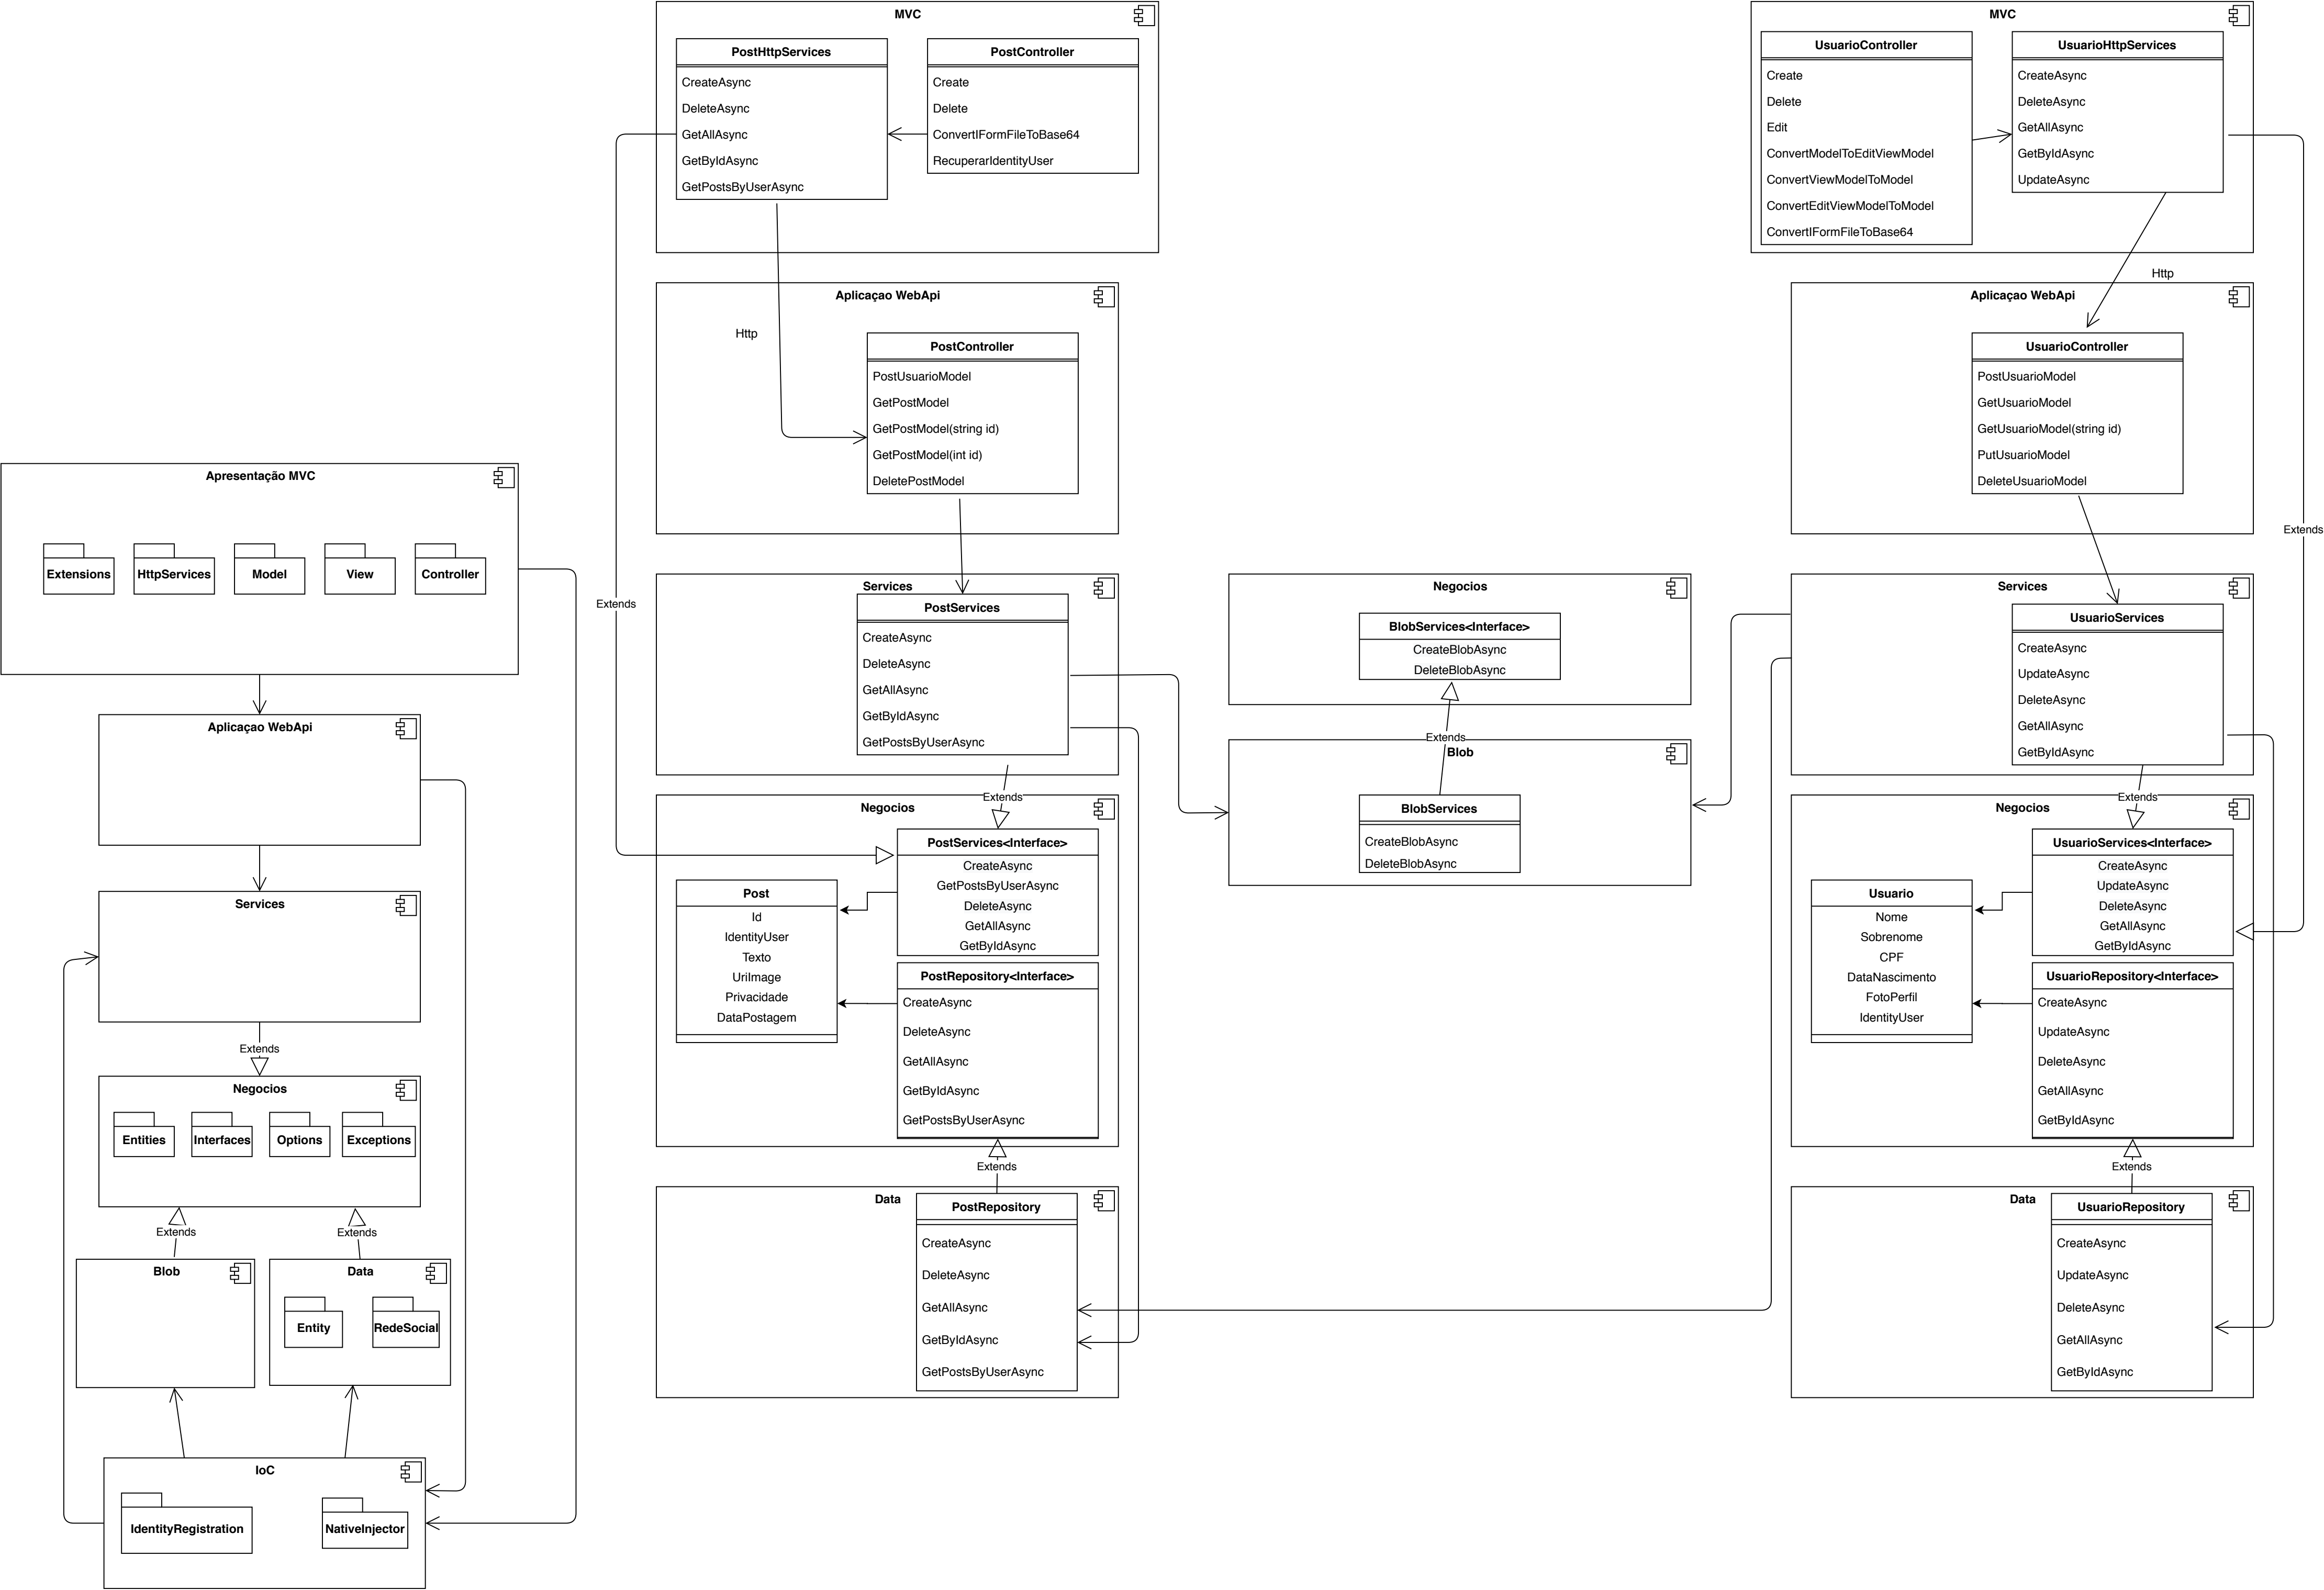 Apresentação MVC
Extensions
HttpServices
Model
View
Controller
Aplicaçao WebApi
Services
Extends
Negocios
Entities
Interfaces
Options
Exceptions
Extends
Extends
Blob
Data
Entity
RedeSocial
IoC
IdentityRegistration
NativeInjector
MVC
PostHttpServices
CreateAsync
DeleteAsync
GetAllAsync
GetByIdAsync
GetPostsByUserAsync
PostController
Create
Delete
ConvertIFormFileToBase64
RecuperarIdentityUser
Extends
Http
Aplicaçao WebApi
PostController
PostUsuarioModel
GetPostModel
GetPostModel(string id)
GetPostModel(int id)
DeletePostModel
Services
PostServices
CreateAsync
DeleteAsync
GetAllAsync
GetByIdAsync
GetPostsByUserAsync
Extends
Negocios
PostServices<Interface>
CreateAsync
GetPostsByUserAsync
DeleteAsync
GetAllAsync
GetByIdAsync
Post
Id
IdentityUser
Texto
UriImage
Privacidade
DataPostagem
PostRepository<Interface>
CreateAsync
DeleteAsync
GetAllAsync
GetByIdAsync
GetPostsByUserAsync
Extends
Data
PostRepository
CreateAsync
DeleteAsync
GetAllAsync
GetByIdAsync
GetPostsByUserAsync
Negocios
BlobServices<Interface>
CreateBlobAsync
DeleteBlobAsync
Extends
Blob
BlobServices
CreateBlobAsync
DeleteBlobAsync
MVC
UsuarioController
Create
Delete
Edit
ConvertModelToEditViewModel
ConvertViewModelToModel
ConvertEditViewModelToModel
ConvertIFormFileToBase64
UsuarioHttpServices
CreateAsync
DeleteAsync
GetAllAsync
GetByIdAsync
UpdateAsync
Http
Extends
Aplicaçao WebApi
UsuarioController
PostUsuarioModel
GetUsuarioModel
GetUsuarioModel(string id)
PutUsuarioModel
DeleteUsuarioModel
Services
UsuarioServices
CreateAsync
UpdateAsync
DeleteAsync
GetAllAsync
GetByIdAsync
Extends
Negocios
UsuarioServices<Interface>
CreateAsync
UpdateAsync
DeleteAsync
GetAllAsync
GetByIdAsync
Usuario
Nome
Sobrenome
CPF
DataNascimento
FotoPerfil
IdentityUser
UsuarioRepository<Interface>
CreateAsync
UpdateAsync
DeleteAsync
GetAllAsync
GetByIdAsync
Extends
Data
UsuarioRepository
CreateAsync
UpdateAsync
DeleteAsync
GetAllAsync
GetByIdAsync